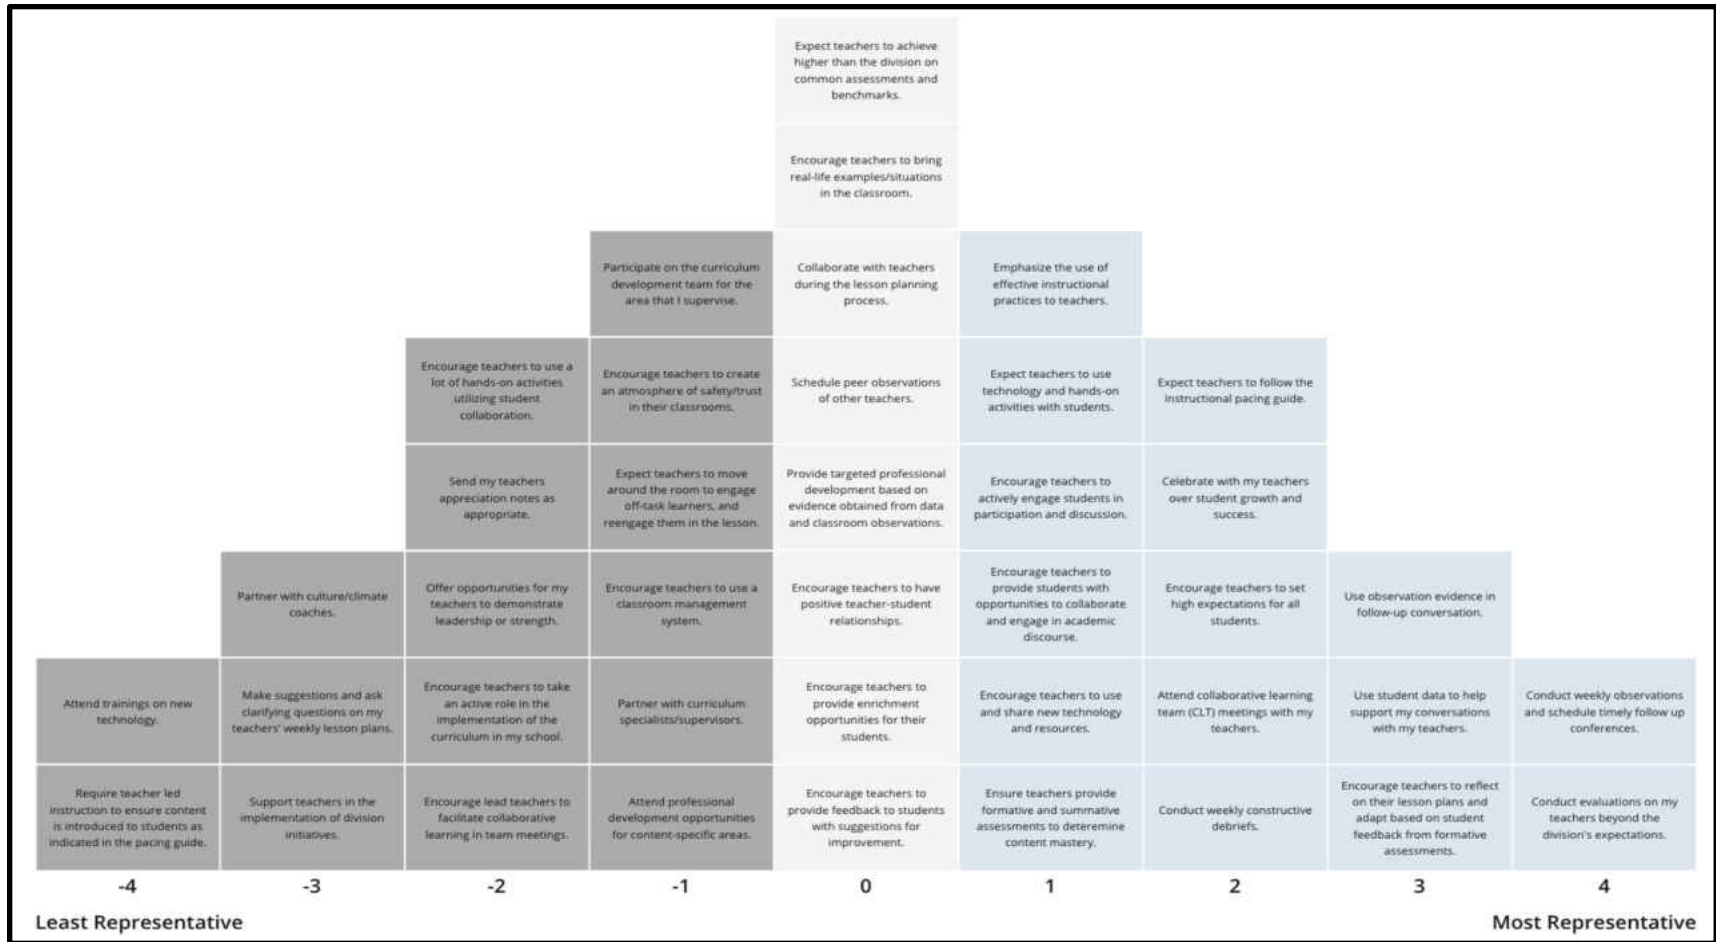 Expect teachers to achieve
higher than the division on
common assessments and
benchmarks.
Encourage teachers to bring
real-life examples/situations
in the classroom.
Participate on the curriculum
development team for the
area that I supervise.
Collaborate with teachers
during the lesson planning
process.
Emphasize the use of
effective instructional
practices to teachers.
Encourage teachers to use a
lot of hands-on activities
utilizing student
collaboration.
Encourage teachers to create
an atmosphere of safety/trust
in their classrooms.
Schedule peer observations
of other teachers.
Expect teachers to use
technology and hands-on
activities with students.
Expect teachers to follow the
instructional pacing guide.
Send my teachers
appreciation notes as
appropriate.
Expect teachers to move
around the room to engage
off-task learners, and
reengage them in the lesson.
Provide targeted professional
development based on
evidence obtained from data
and classroom observations.
Encourage teachers to
actively engage students in
participation and discussion.
Celebrate with my teachers
over student growth and
success.
Partner with culture/climate
coaches.
Offer opportunities for my
teachers to demonstrate
leadership or strength.
Encourage teachers to use a
classroom management
system.
Encourage teachers to have
positive teacher-student
relationships.
Encourage teachers to
provide students with
opportunities to collaborate
and engage in academic
discourse.
Encourage teachers to set
high expectations for all
students.
Use observation evidence in
follow-up conversation.
Attend trainings on new
technology.
Make suggestions and ask
clarifying questions on my
teachers' weekly lesson plans.
Encourage teachers to take
an active role in the
implementation of the
curriculum in my school.
Partner with curriculum
specialists/supervisors.
Encourage teachers to
provide enrichment
opportunities for their
students.
Encourage teachers to use
and share new technology
and resources.
Attend collaborative learning
team (CLT) meetings with my
teachers.
Use student data to help
support my conversations
with my teachers.
Conduct weekly observations
and schedule timely follow up
conferences.
Require teacher led
instruction to ensure content
is introduced to students as
indicated in the pacing guide.
Support teachers in the
implementation of division
initiatives.
Encourage lead teachers to
facilitate collaborative
learning in team meetings.
Attend professional
development opportunities
for content-specific areas.
Encourage teachers to
provide feedback to students
with suggestions for
improvement.
Ensure teachers provide
formative and summative
assessments to deteremine
content mastery.
Conduct weekly constructive
debriefs.
Encourage teachers to reflect
on their lesson plans and
adapt based on student
feedback from formative
assessments.
Conduct evaluations on my
teachers beyond the
division's expectations.
-4 -3 -2 -1 0 1 2 3 4
Least Representative Most Representative